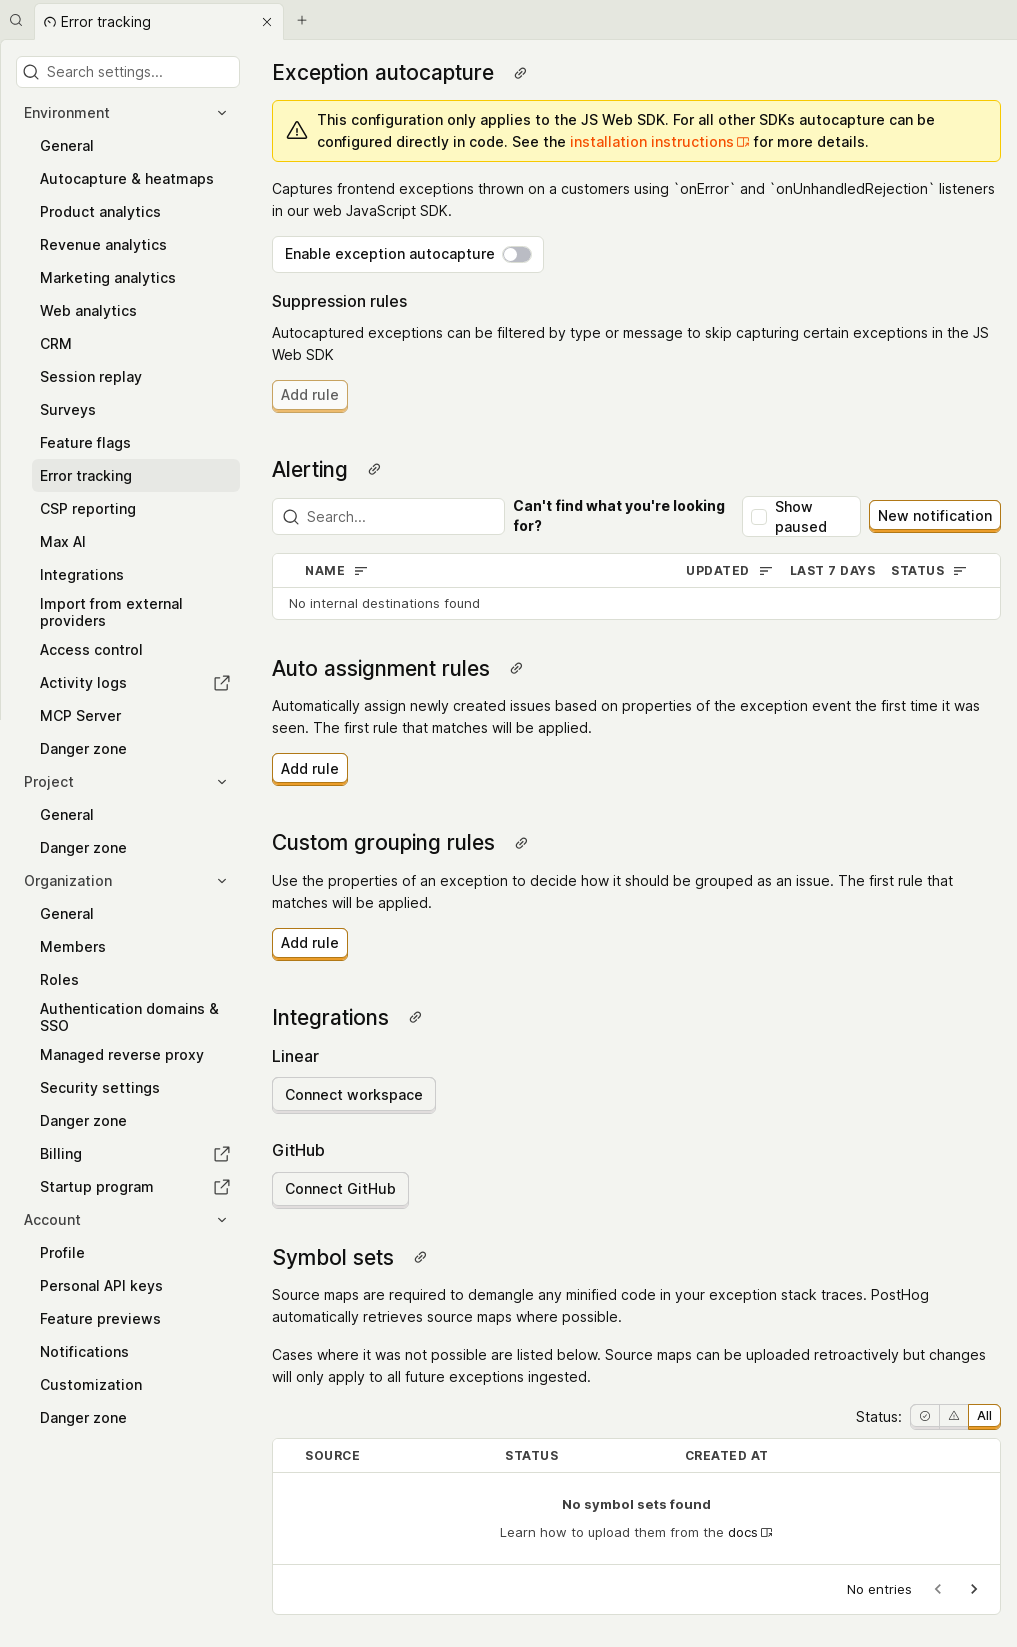 Error tracking
Search settings...
Environment
General
Autocapture & heatmaps
Product analytics
Revenue analytics
Marketing analytics
Web analytics
CRM
Session replay
Surveys
Feature flags
Error tracking
CSP reporting
Max AI
Integrations
Import from external
providers
Access control
Activity logs
MCP Server
Danger zone
Project
General
Danger zone
Organization
General
Members
Roles
Authentication domains &
SSO
Managed reverse proxy
Security settings
Danger zone
Billing
Startup program
Account
Profile
Personal API keys
Feature previews
Notifications
Customization
Danger zone
Exception autocapture
This configuration only applies to the JS Web SDK. For all other SDKs autocapture can be
configured directly in code. See the installation instructions for more details.
Captures frontend exceptions thrown on a customers using `onError` and `onUnhandledRejection` listeners
in our web JavaScript SDK.
Enable exception autocapture
Suppression rules
Autocaptured exceptions can be filtered by type or message to skip capturing certain exceptions in the JS
Web SDK
Add rule
Alerting
Search...
Can't find what you're looking
for?
Show
paused
New notification
NAME UPDATED LAST 7 DAYS STATUS
No internal destinations found
Auto assignment rules
Automatically assign newly created issues based on properties of the exception event the first time it was
seen. The first rule that matches will be applied.
Add rule
Custom grouping rules
Use the properties of an exception to decide how it should be grouped as an issue. The first rule that
matches will be applied.
Add rule
Integrations
Linear
Connect workspace
GitHub
Connect GitHub
Symbol sets
Source maps are required to demangle any minified code in your exception stack traces. PostHog
automatically retrieves source maps where possible.
Cases where it was not possible are listed below. Source maps can be uploaded retroactively but changes
will only apply to all future exceptions ingested.
Status: All
SOURCE STATUS CREATED AT
No symbol sets found
Learn how to upload them from the docs
No entries